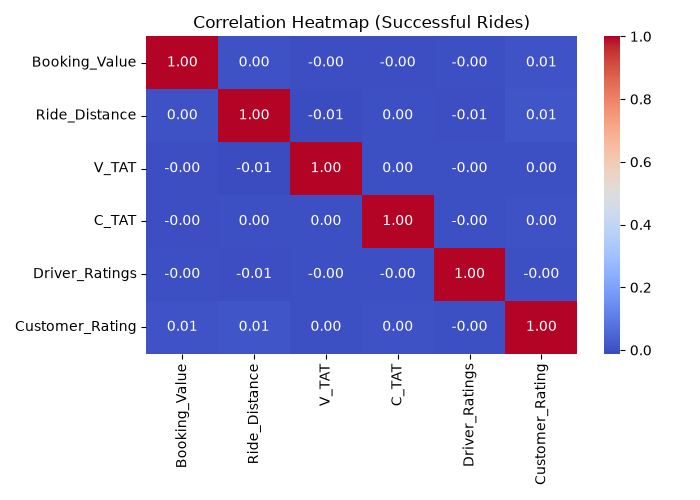 Correlation Heatmap (Successful Rides)
Booking_Value 1.00 0.00 -0.00 -0.00 -0.00 0.01
Ride_Distance 0.00 1.00 -0.01 0.00 -0.01 0.01
V_TAT -0.00 -0.01 1.00 0.00 -0.00 0.00
C_TAT -0.00 0.00 0.00 1.00 -0.00 0.00
Driver_Ratings -0.00 -0.01 -0.00 -0.00 1.00 -0.00
Customer_Rating 0.01 0.01 0.00 0.00 -0.00 1.00
Booking_Value Ride_Distance V_TAT C_TAT Driver_Ratings Customer_Rating
1.0
0.8
0.6
0.4
0.2
0.0